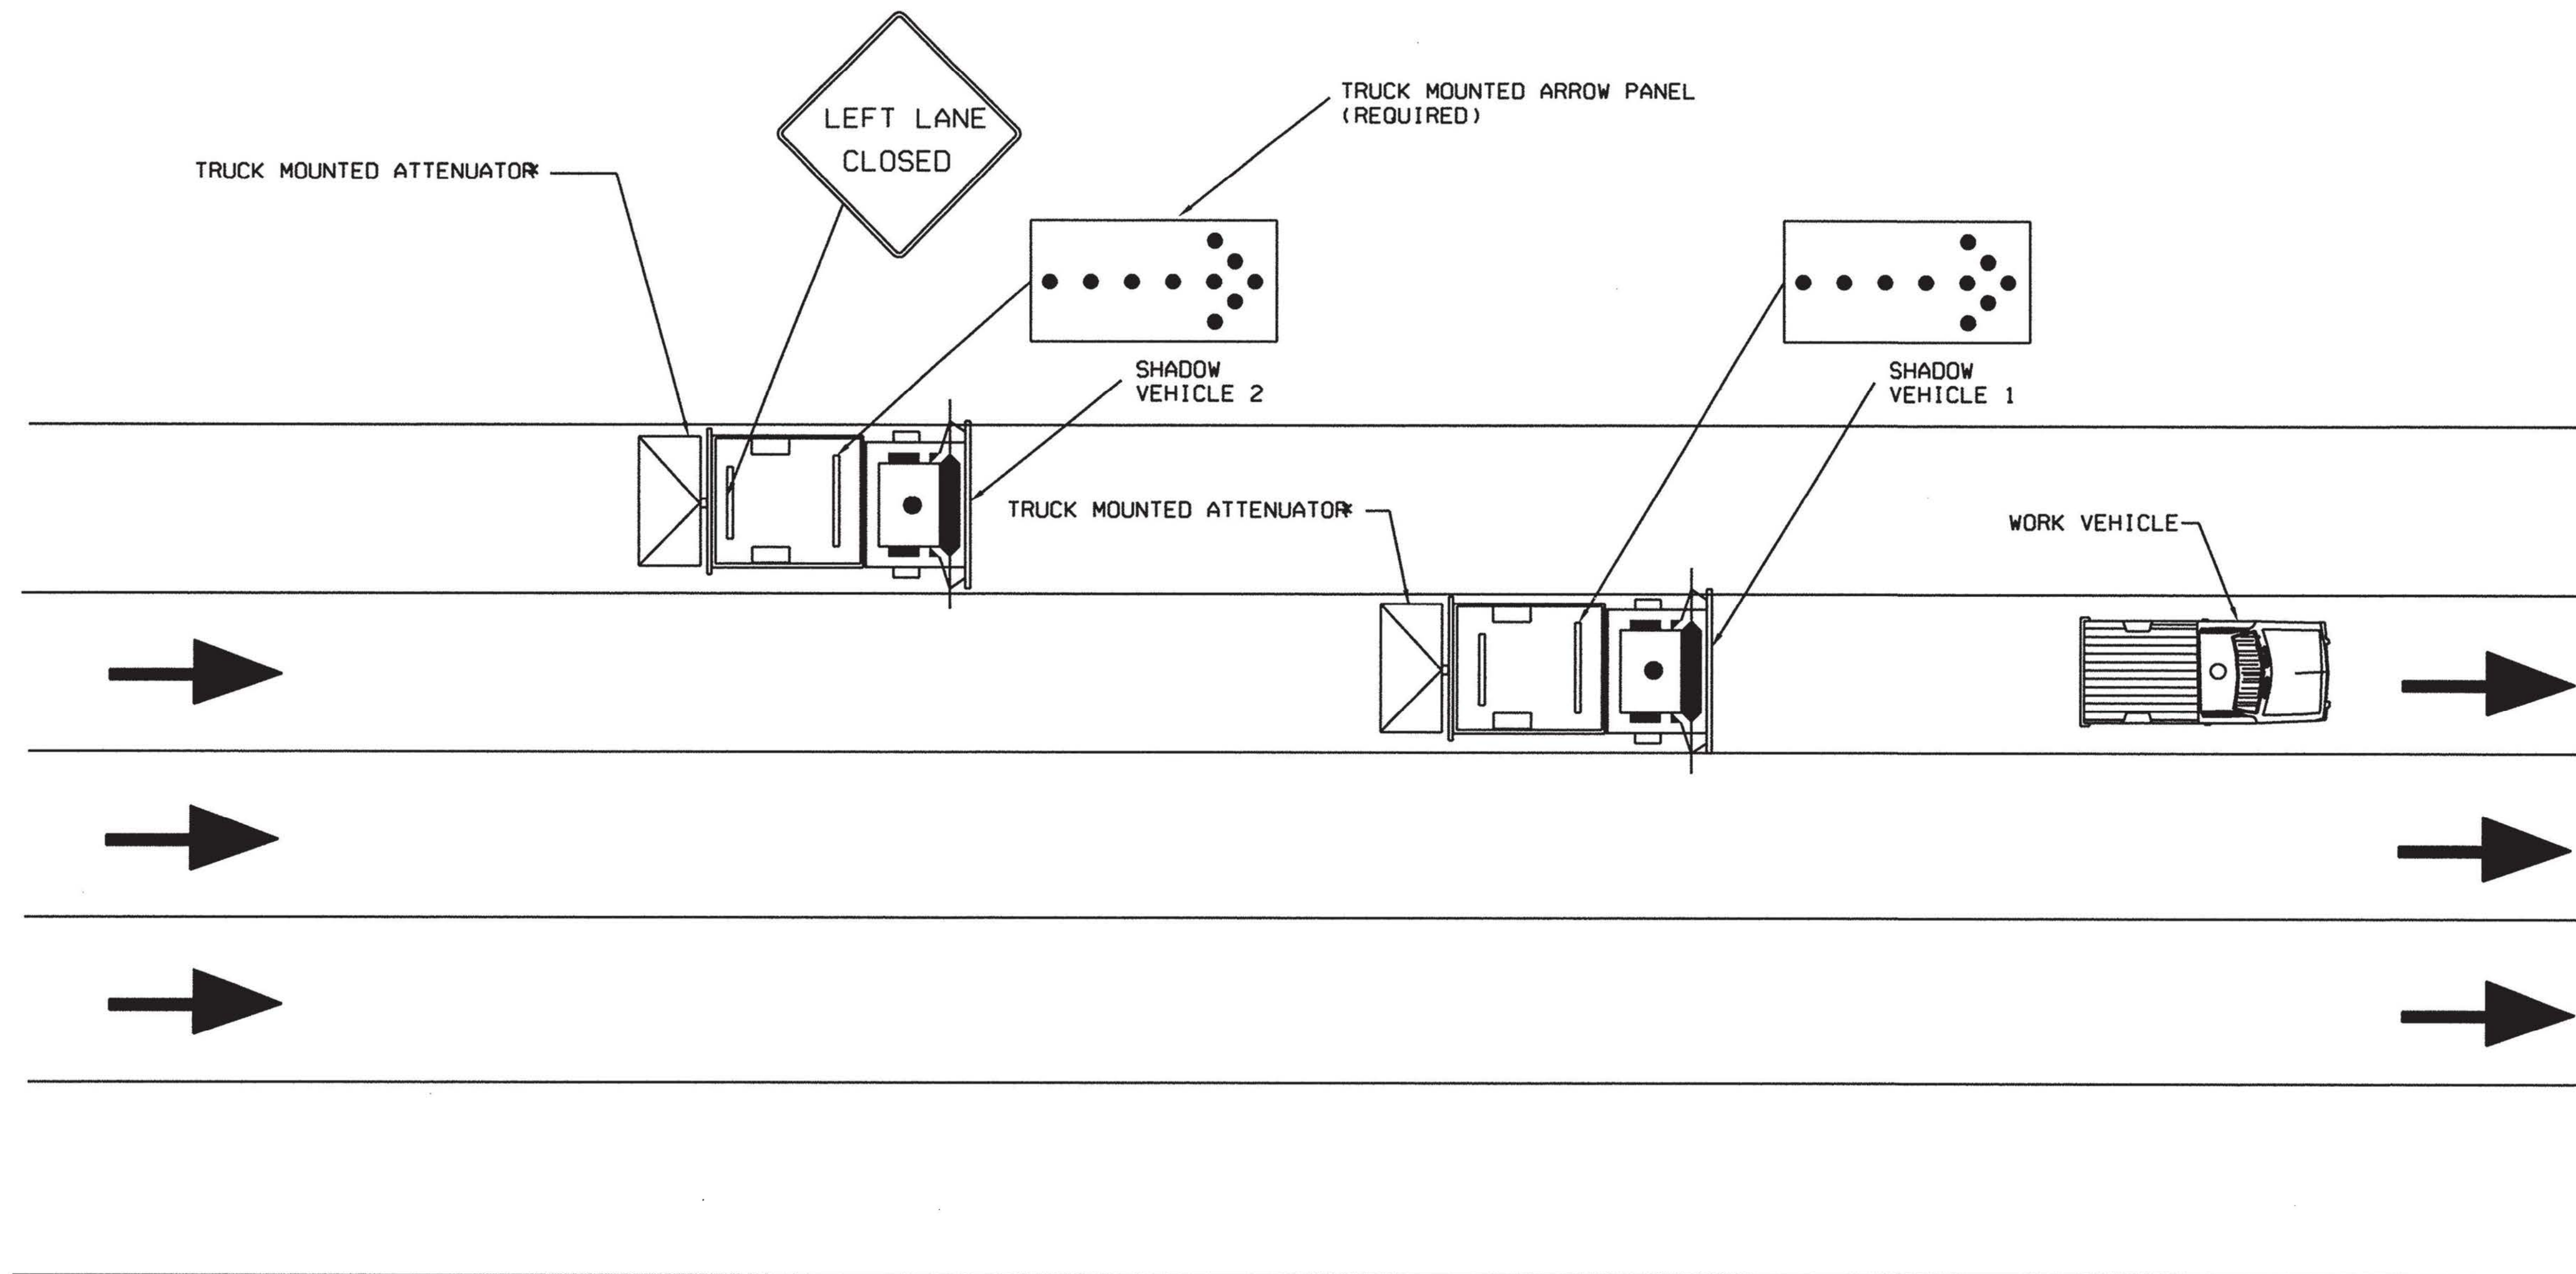 LEFT LANE
CLOSED
TRUCK MOUNTED ARROW PANEL
(REQUIRED)
TRUCK MOUNTED ATTENUATOR*
SHADOW
VEHICLE 2
SHADOW
VEHICLE 1
TRUCK MOUNTED ATTENUATOR*
WORK VEHICLE